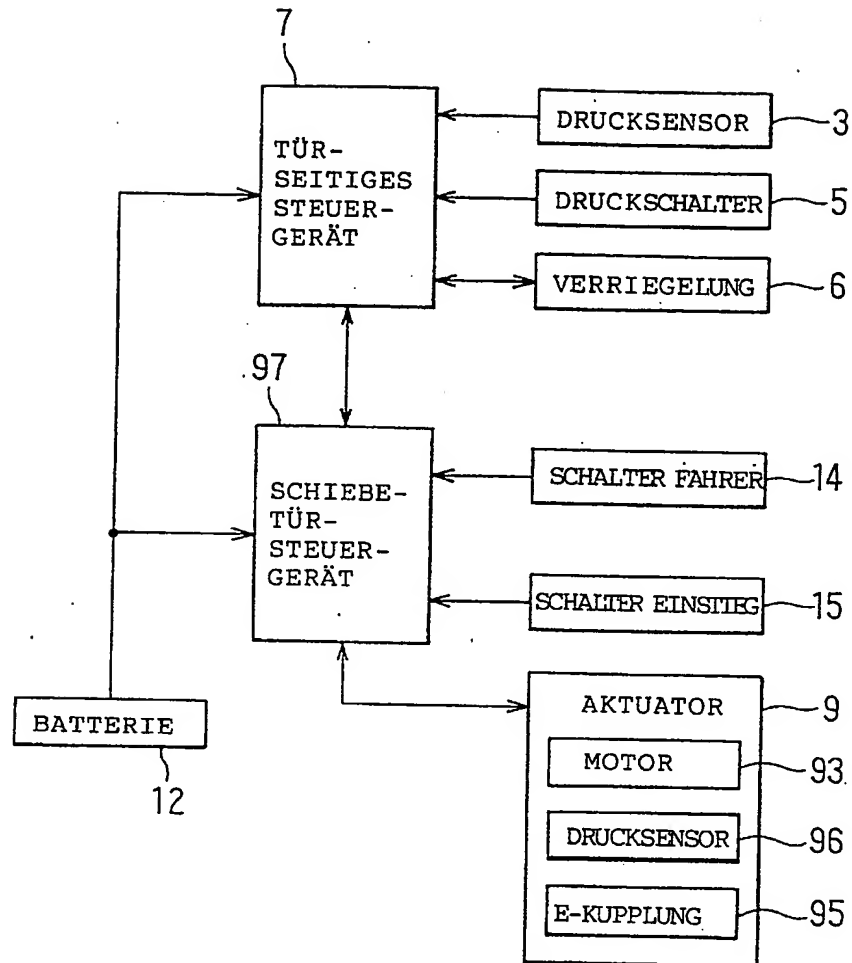 7
TÜR-
SEITIGES
STEUER-
GERÄT
DRUCKSENSOR
3
DRUCKSCHALTER
5
VERRIEGELUNG
6
97
SCHIEBE-
TÜR-
STEUER-
GERÄT
SCHALTER FAHRER
14
SCHALTER EINSTIEG
15
BATTERIE
12
AKTUATOR
9
MOTOR
93
DRUCKSENSOR
96
E-KUPPLUNG
95